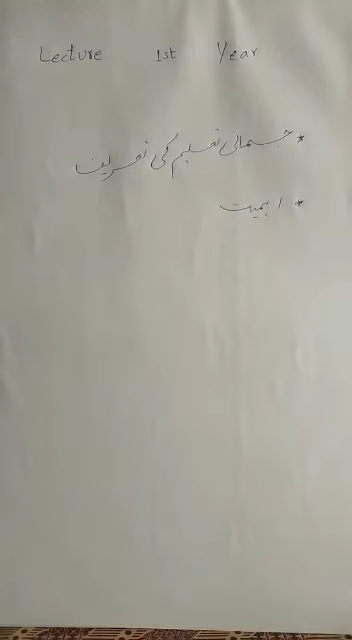 Lecture 1st Year
* جسمانی تعلیم کی تعریف
* اہمیت